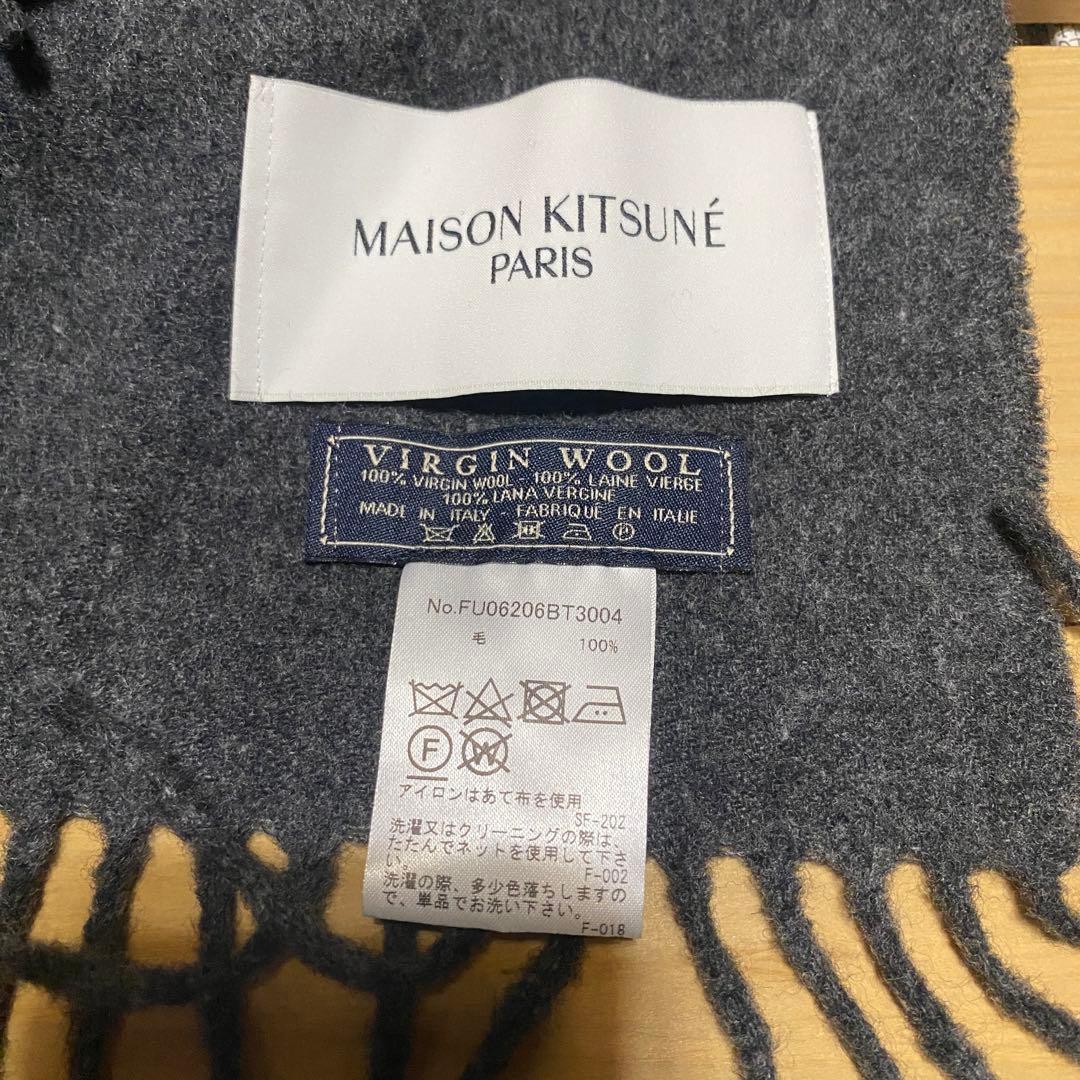 MAISON KITSUNÉ
PARIS
VIRGIN WOOL
100% VIRGIN WOOL - 100% LAINE VIERGE
100% LANA VERGINE
MADE IN ITALY - FABRIQUE EN ITALIE
P
No.FU06206BT3004
毛 100%
F W
アイロンはあて布を使用
SF-202
洗濯又はクリーニングの際は、
たたんでネットを使用して下さ
い。
F-002
洗濯の際、多少色落ちしますの
で、単品でお洗い下さい。
F-018